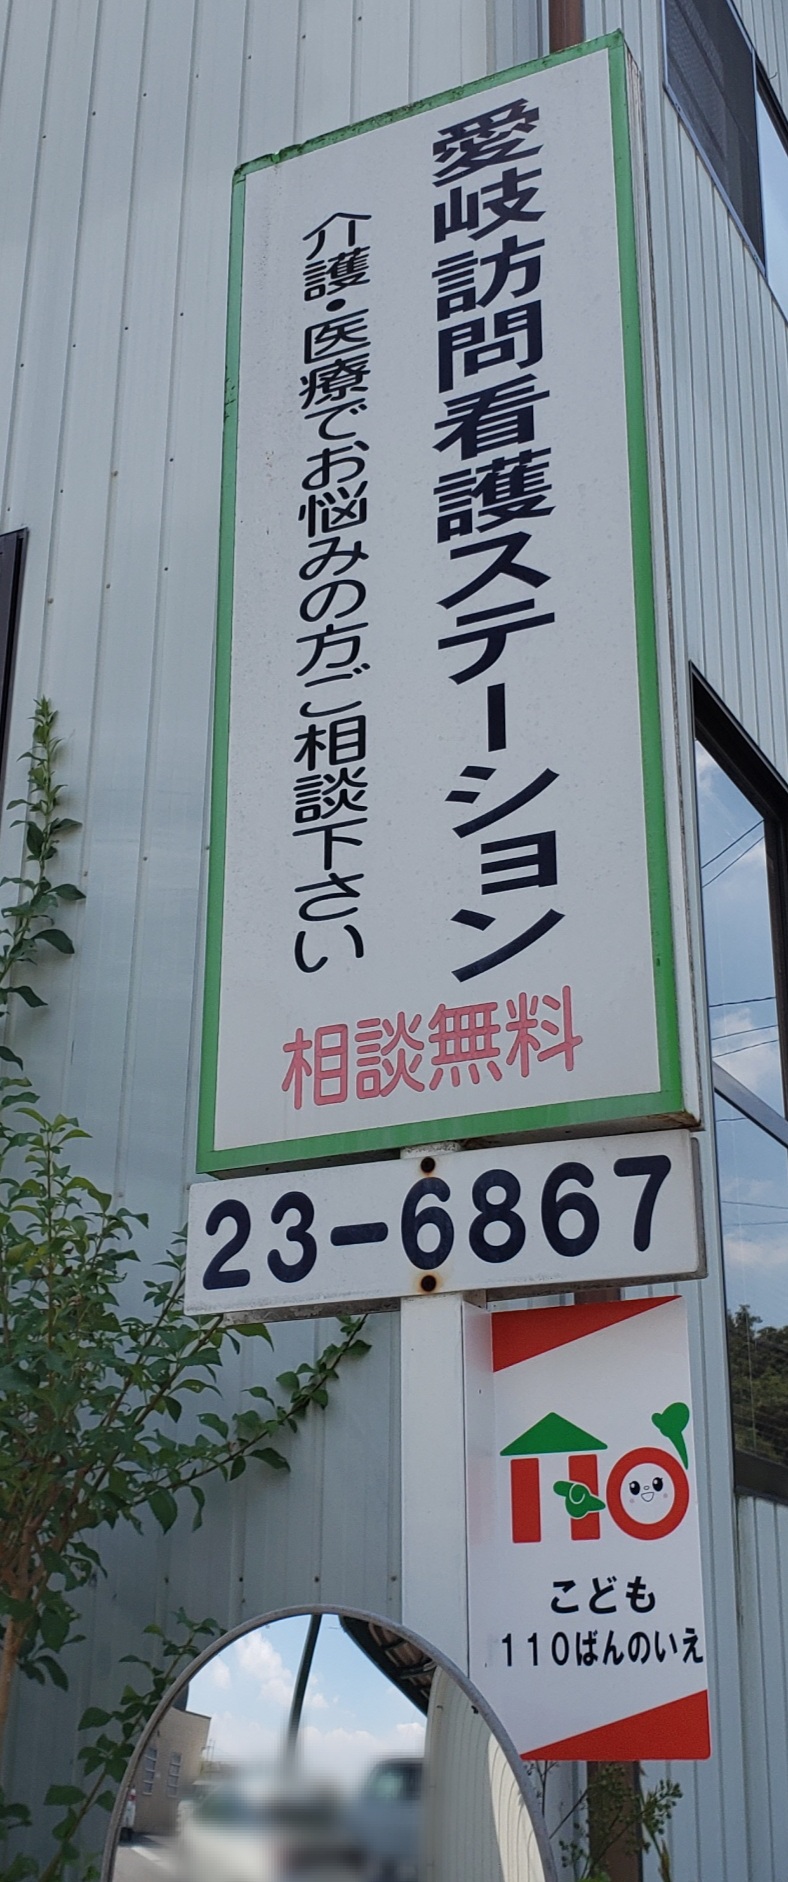 愛岐訪問看護ステーション
介護・医療でお悩みの方ご相談下さい
相談無料
23-6867
110
こども
110ばんのいえ